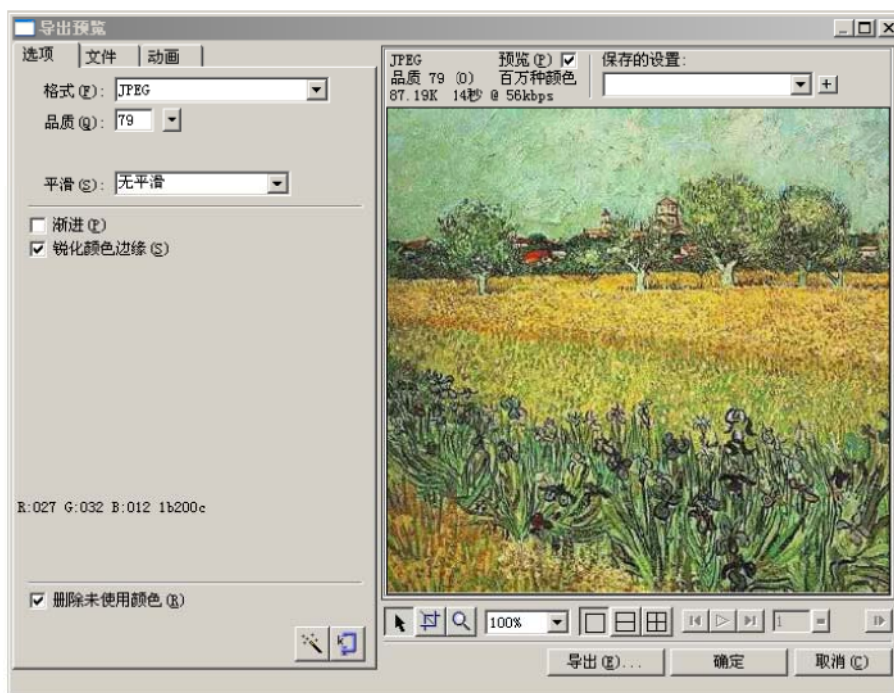 导出预览
选项 文件 动画
格式(F): JPEG
品质(Q): 79
平滑(S): 无平滑
渐进(P)
锐化颜色边缘(S)
R:027 G:032 B:012 1b200c
删除未使用颜色(R)
JPEG 预览(P) 保存的设置:
品质 79 (0) 百万种颜色
87.19K 14秒 @ 56kbps
100% 1
导出(E)... 确定 取消(C)